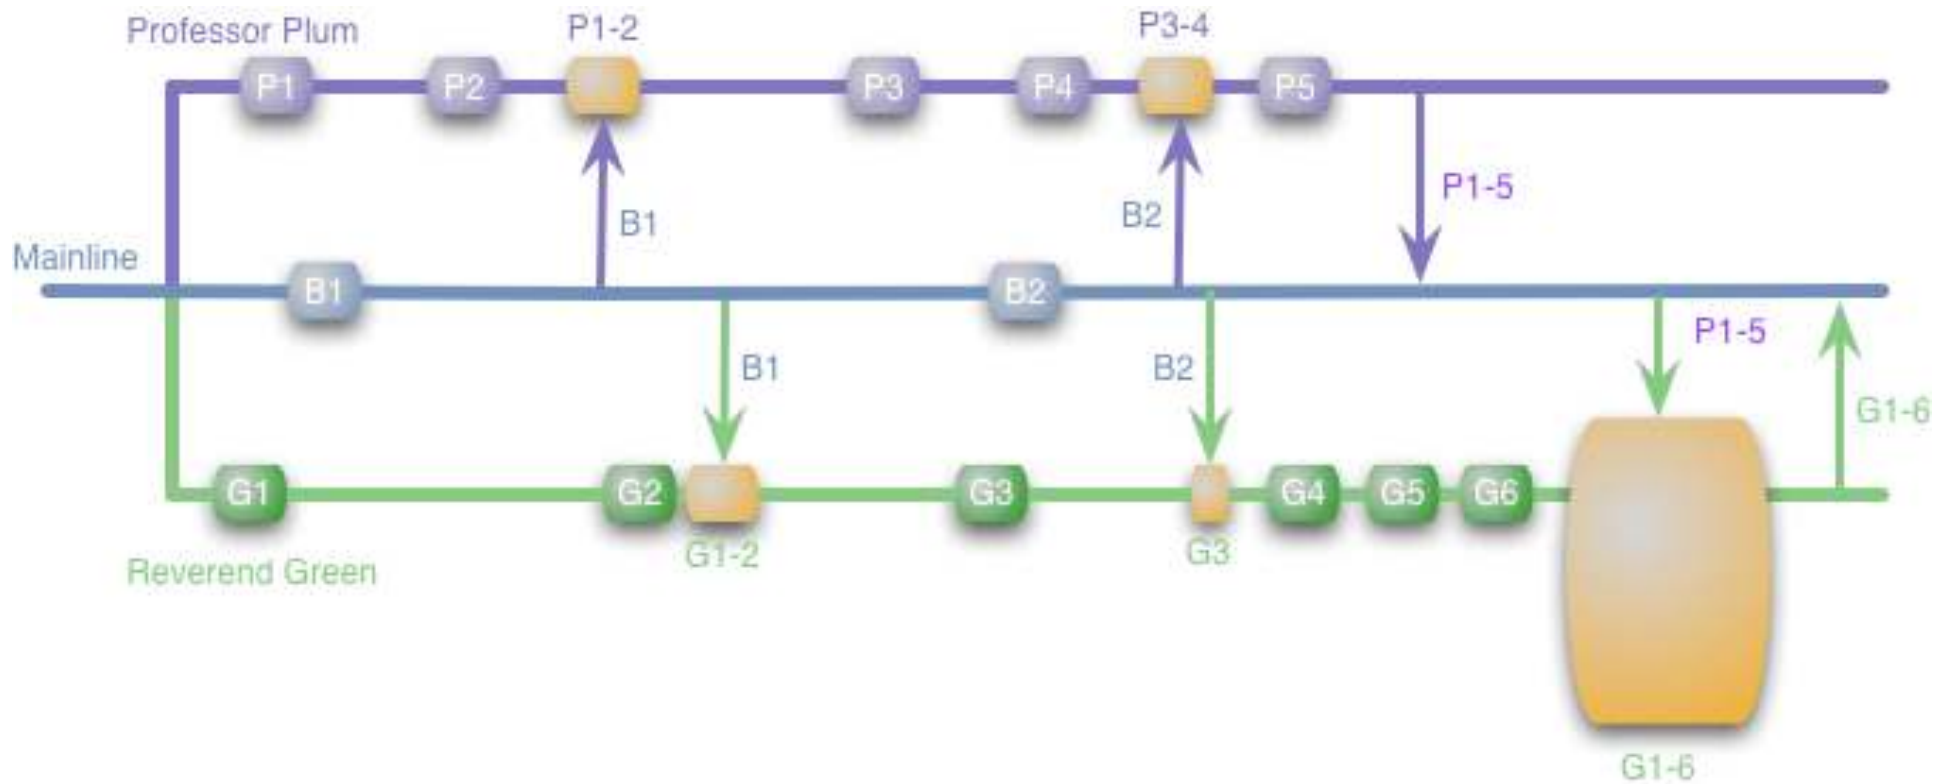 Professor Plum
P1-2
P3-4
P1
P2
P3
P4
P5
B1
B2
P1-5
Mainline
B1
B2
P1-5
B1
B2
G1-6
G1
G2
G3
G4
G5
G6
G1-2
G3
Reverend Green
G1-6